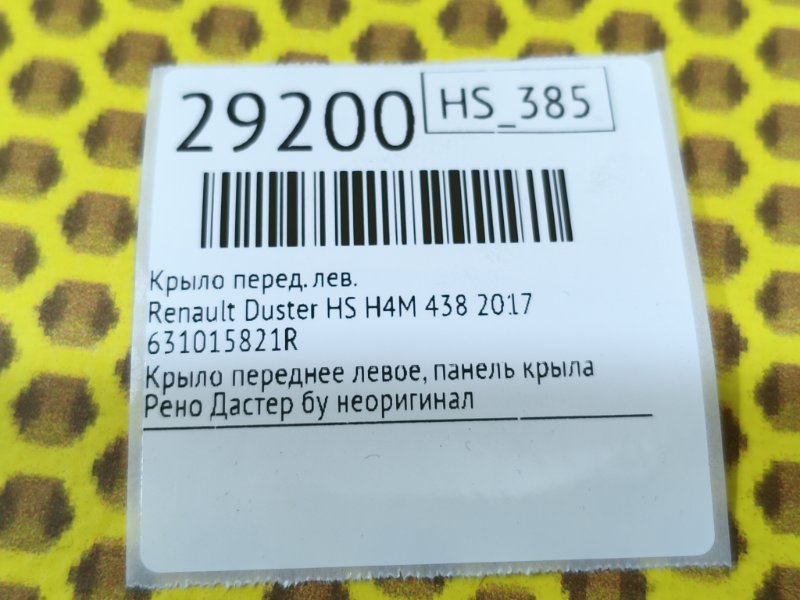 29200
HS_385
Крыло перед. лев.
Renault Duster HS H4M 438 2017
631015821R
Крыло переднее левое, панель крыла
Рено Дастер бу неоригинал